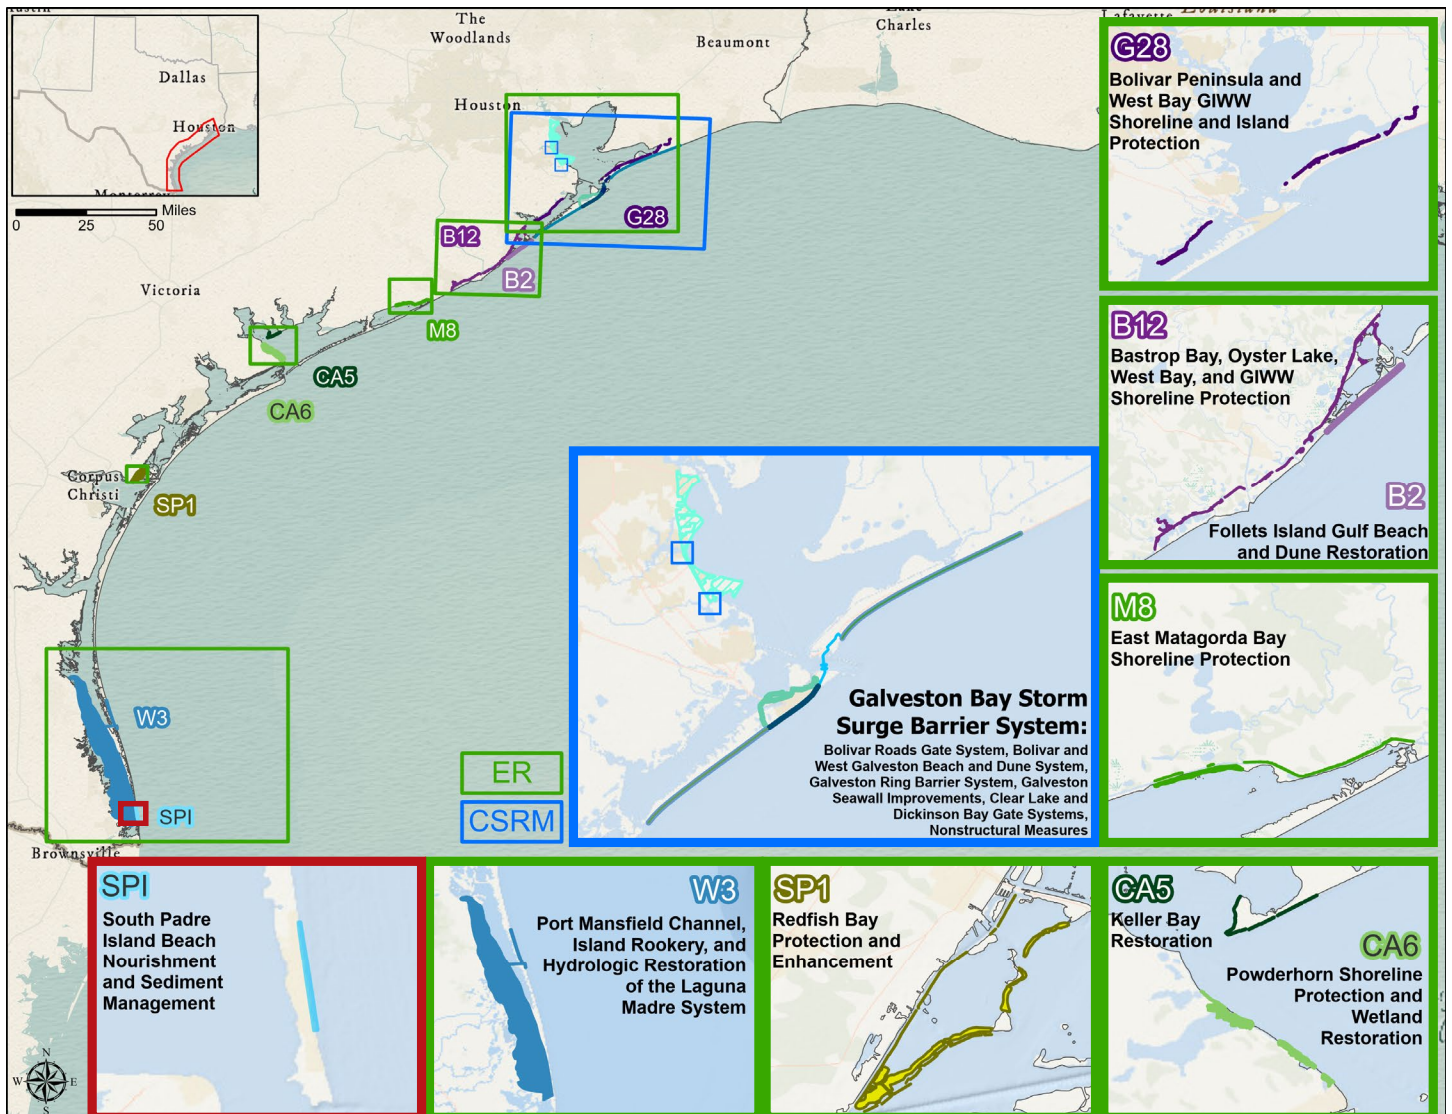 Austin
The
Woodlands
Lake
Charles
Lafayette
Louisiana
Beaumont
Houston
Dallas
Houston
Monterrey
Miles
0
25
50
Victoria
Corpus
Christi
Brownsville
G28
B12
B2
M8
CA5
CA6
SP1
W3
SPI
ER
CSRM
G28
Bolivar Peninsula and
West Bay GIWW
Shoreline and Island
Protection
B12
Bastrop Bay, Oyster Lake,
West Bay, and GIWW
Shoreline Protection
B2
Follets Island Gulf Beach
and Dune Restoration
M8
East Matagorda Bay
Shoreline Protection
Galveston Bay Storm
Surge Barrier System:
Bolivar Roads Gate System, Bolivar and
West Galveston Beach and Dune System,
Galveston Ring Barrier System, Galveston
Seawall Improvements, Clear Lake and
Dickinson Bay Gate Systems,
Nonstructural Measures
SPI
South Padre
Island Beach
Nourishment
and Sediment
Management
W3
Port Mansfield Channel,
Island Rookery, and
Hydrologic Restoration
of the Laguna
Madre System
SP1
Redfish Bay
Protection and
Enhancement
CA5
Keller Bay
Restoration
CA6
Powderhorn Shoreline
Protection and
Wetland
Restoration
N
W
E
S